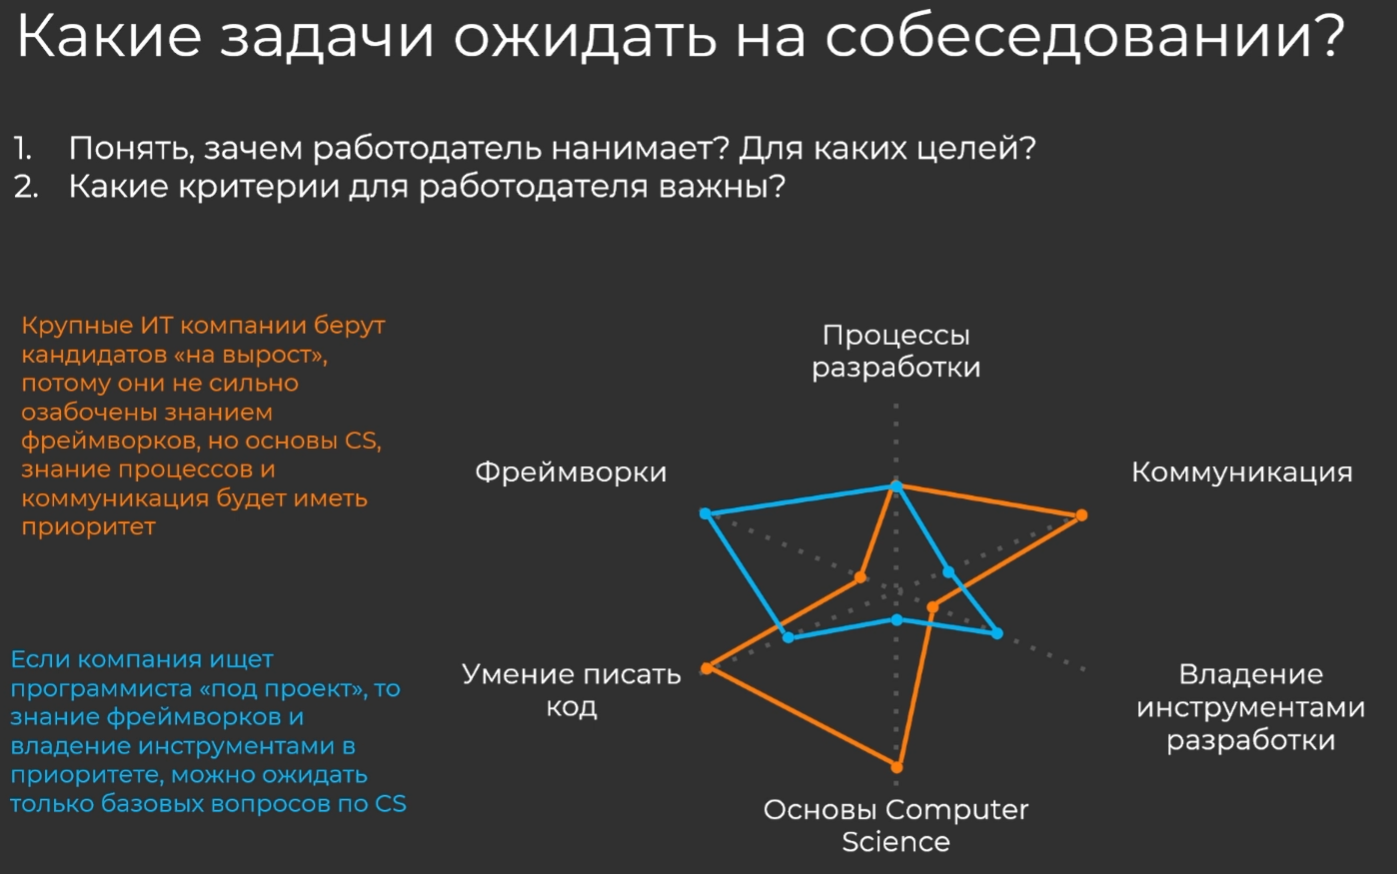 Какие задачи ожидать на собеседовании?
1. Понять, зачем работодатель нанимает? Для каких целей?
2. Какие критерии для работодателя важны?
Крупные ИТ компании берут
кандидатов «на вырост»,
потому они не сильно
озабочены знанием
фреймворков, но основы CS,
знание процессов и
коммуникация будет иметь
приоритет
Если компания ищет
программиста «под проект», то
знание фреймворков и
владение инструментами в
приоритете, можно ожидать
только базовых вопросов по CS
Процессы
разработки
Фреймворки
Коммуникация
Умение писать
код
Владение
инструментами
разработки
Основы Computer
Science